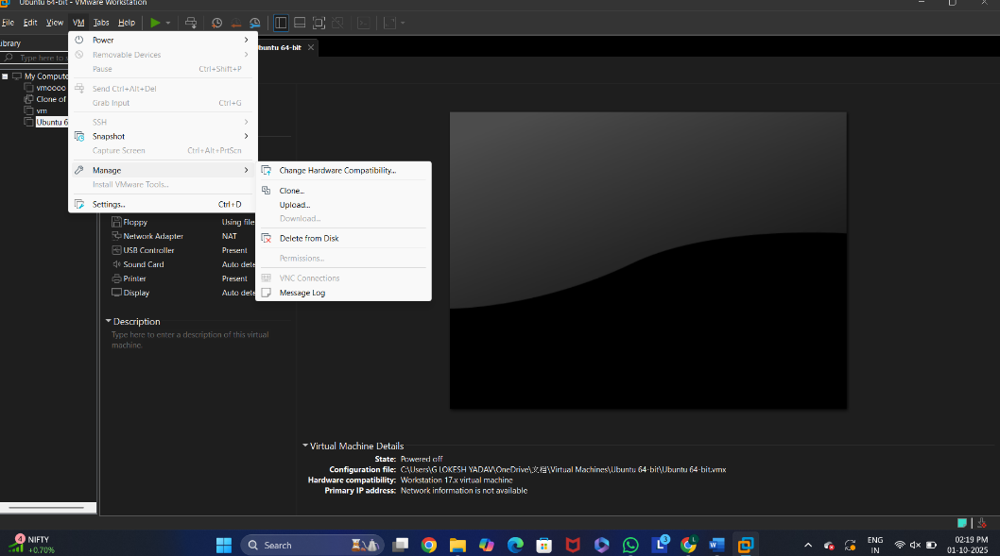 Ubuntu 64-bit - VMware Workstation
File Edit View VM Tabs Help
Library
Type here to
My Compute
vmoooo
Clone of
vm
Ubuntu 6
Ubuntu 64-bit
Power
Removable Devices
Pause Ctrl+Shift+P
Send Ctrl+Alt+Del
Grab Input Ctrl+G
SSH
Snapshot
Capture Screen Ctrl+Alt+PrtScn
Manage
Install VMware Tools...
Settings... Ctrl+D
Change Hardware Compatibility...
Clone...
Upload...
Download...
Delete from Disk
Permissions...
VNC Connections
Message Log
Floppy Using file
Network Adapter NAT
USB Controller Present
Sound Card Auto dete
Printer Present
Display Auto dete
Description
Type here to enter a description of this virtual
machine.
Virtual Machine Details
State: Powered off
Configuration file: C:\Users\G LOKESH YADAV\OneDrive\文档\Virtual Machines\Ubuntu 64-bit\Ubuntu 64-bit.vmx
Hardware compatibility: Workstation 17.x virtual machine
Primary IP address: Network information is not available
4
NIFTY
+0.70%
Search
L
3
L
W
ENG
IN
02:19 PM
01-10-2025